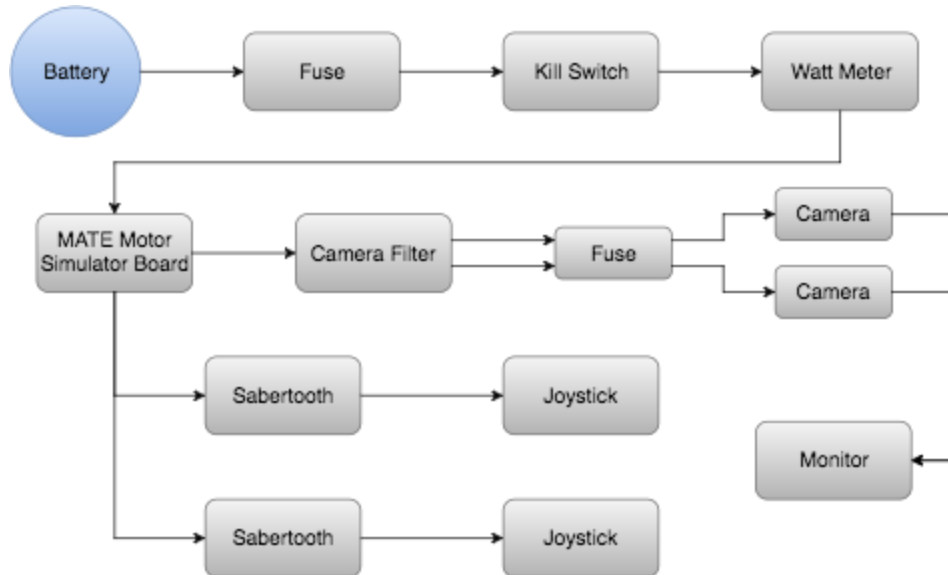 Battery
Fuse
Kill Switch
Watt Meter
MATE Motor
Simulator Board
Camera Filter
Fuse
Camera
Camera
Sabertooth
Joystick
Monitor
Sabertooth
Joystick